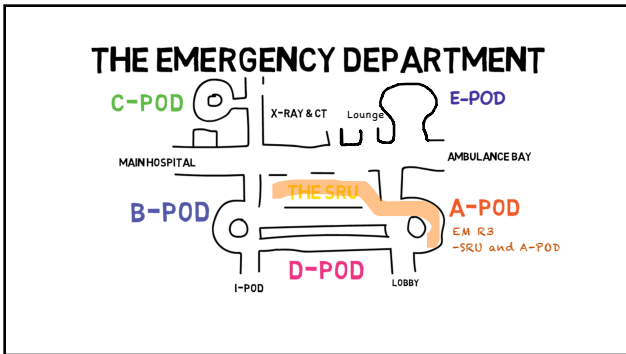 THE EMERGENCY DEPARTMENT
C-POD
E-POD
X-RAY & CT
Lounge
MAIN HOSPITAL
AMBULANCE BAY
THE SRU
B-POD
A-POD
EM R3
-SRU and A-POD
D-POD
I-POD
LOBBY